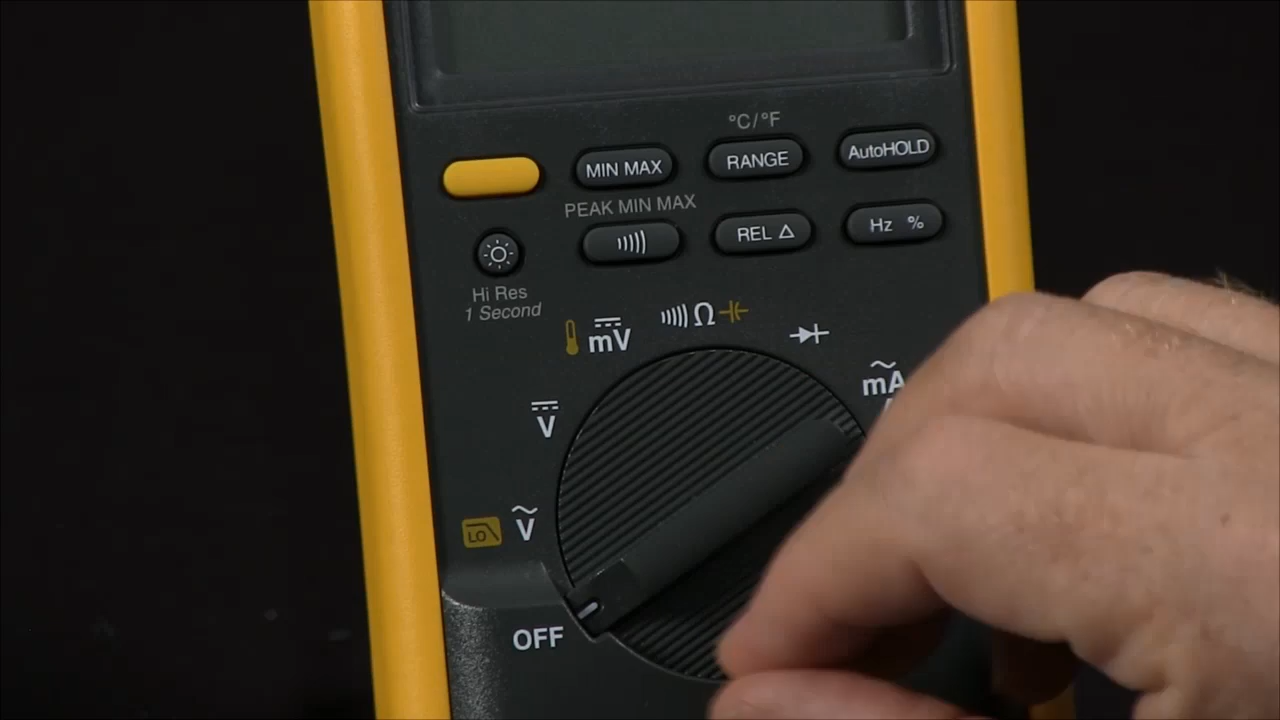 °C/°F
MIN MAX
RANGE
AutoHOLD
PEAK MIN MAX
REL Δ
Hz %
Hi Res
1 Second
mV
Ω
mA
V
LO
V
OFF